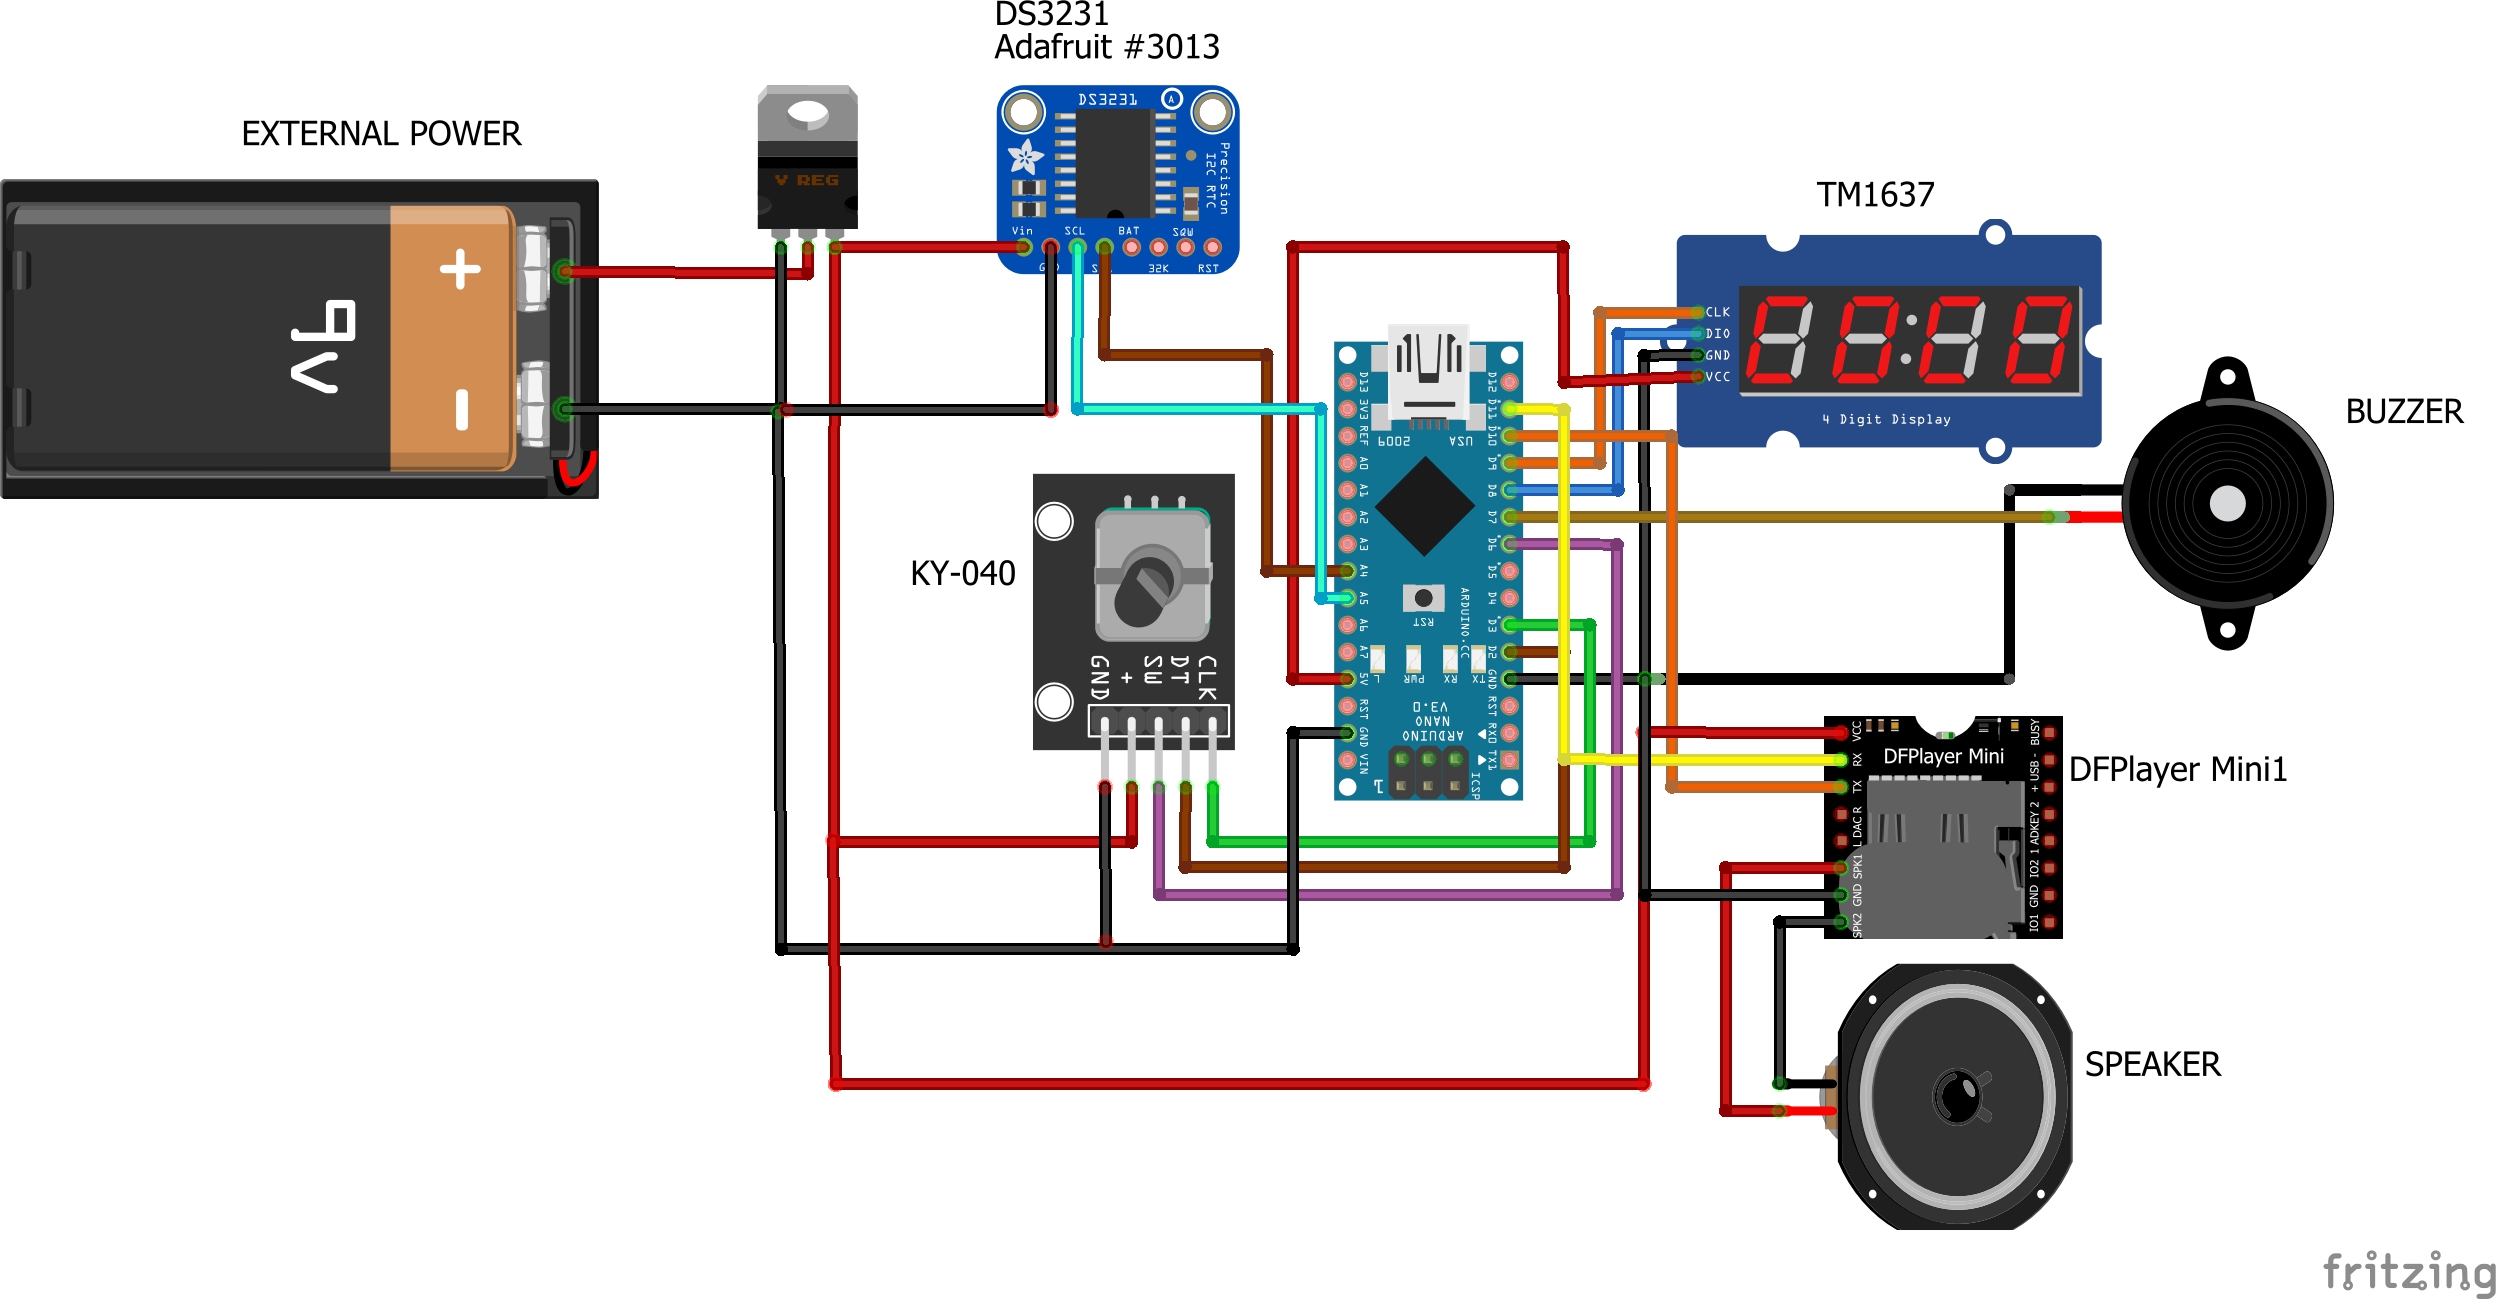 DS3231
Adafruit #3013
EXTERNAL POWER
+
-
9V
V REG
DS3231
A
Precision
I2C RTC
Vin
SCL
BAT
SQW
32K
RST
TM1637
CLK
DIO
GND
VCC
4 Digit Display
BUZZER
KY-040
GND
+
SW
DT
CLK
D13
3V3
REF
A0
A1
A2
A3
A4
A5
A6
A7
5V
RST
GND
VIN
D12
D11
D10
D9
D8
D7
D6
D5
D4
D3
D2
GND
RST
RX0
TX1
2009
USA
RST
ARDUINO.CC
L
PWR
RX
TX
V3.0
NANO
ARDUINO
1
ICSP
VCC
RX
TX
DAC R
L
SPK1
GND
SPK2
DFPlayer Mini
BUSY
USB -
+
ADKEY 2
1
IO2
GND
IO1
DFPlayer Mini1
SPEAKER
fritzing